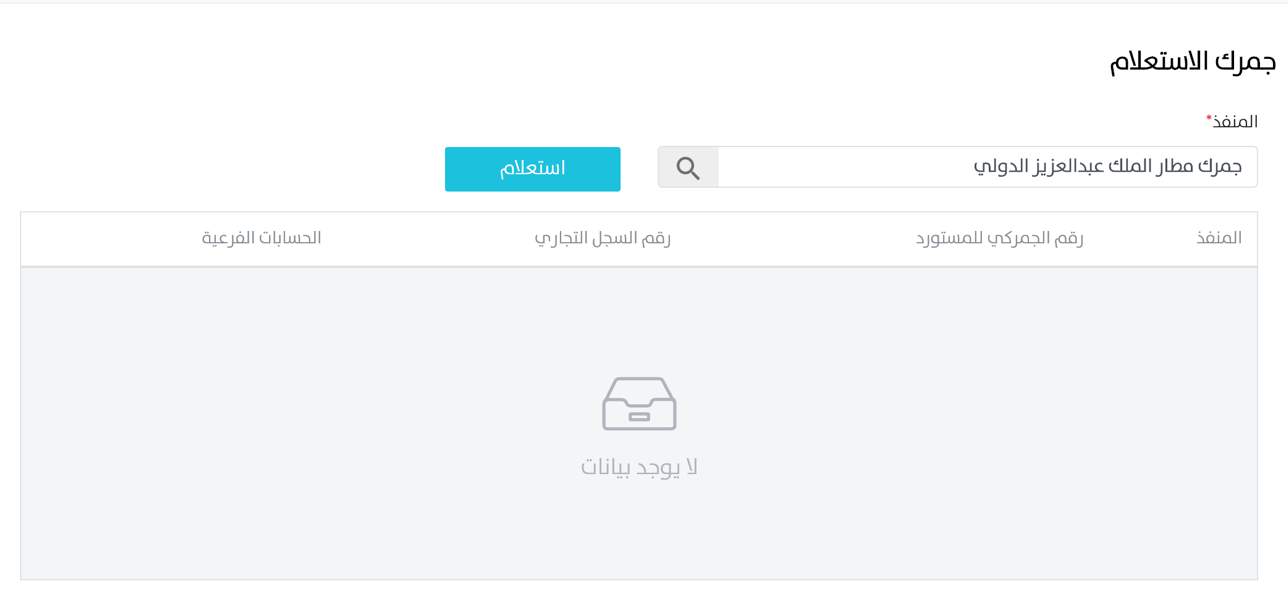 جمرك الاستعلام
المنفذ*
جمرك مطار الملك عبدالعزيز الدولي
استعلام
المنفذ رقم الجمركي للمستورد رقم السجل التجاري الحسابات الفرعية
لا يوجد بيانات